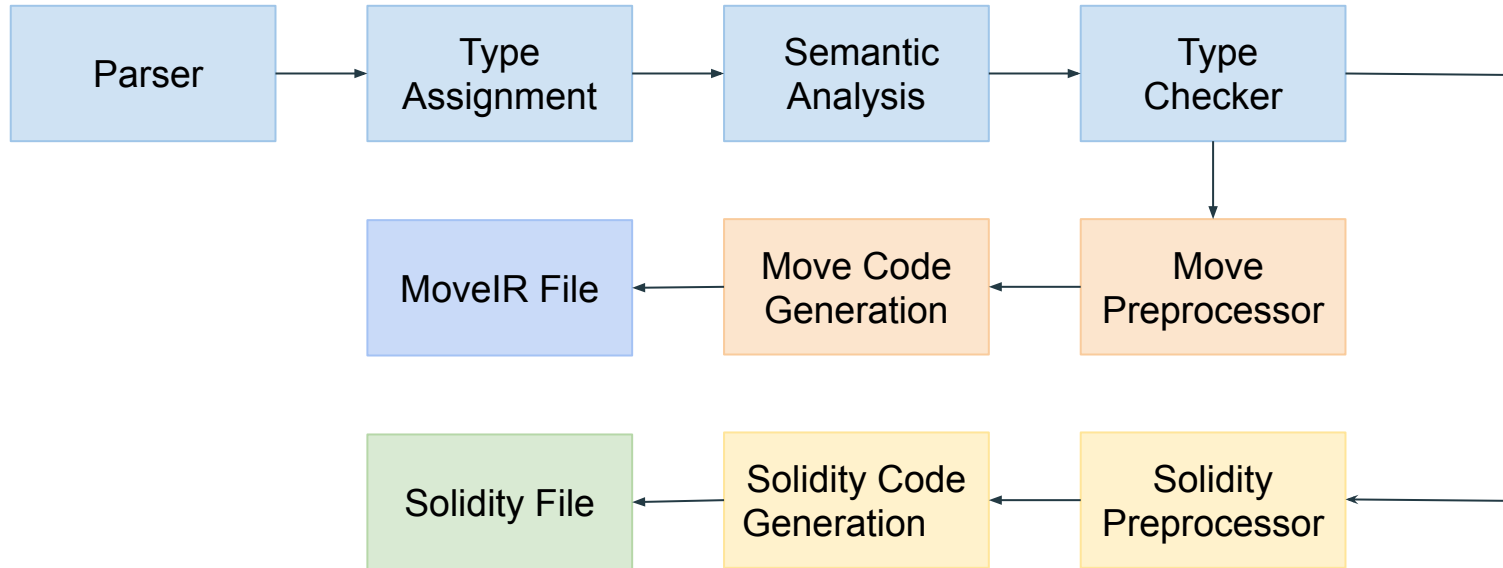 Parser
Type
Assignment
Semantic
Analysis
Type
Checker
MoveIR File
Move Code
Generation
Move
Preprocessor
Solidity File
Solidity Code
Generation
Solidity
Preprocessor